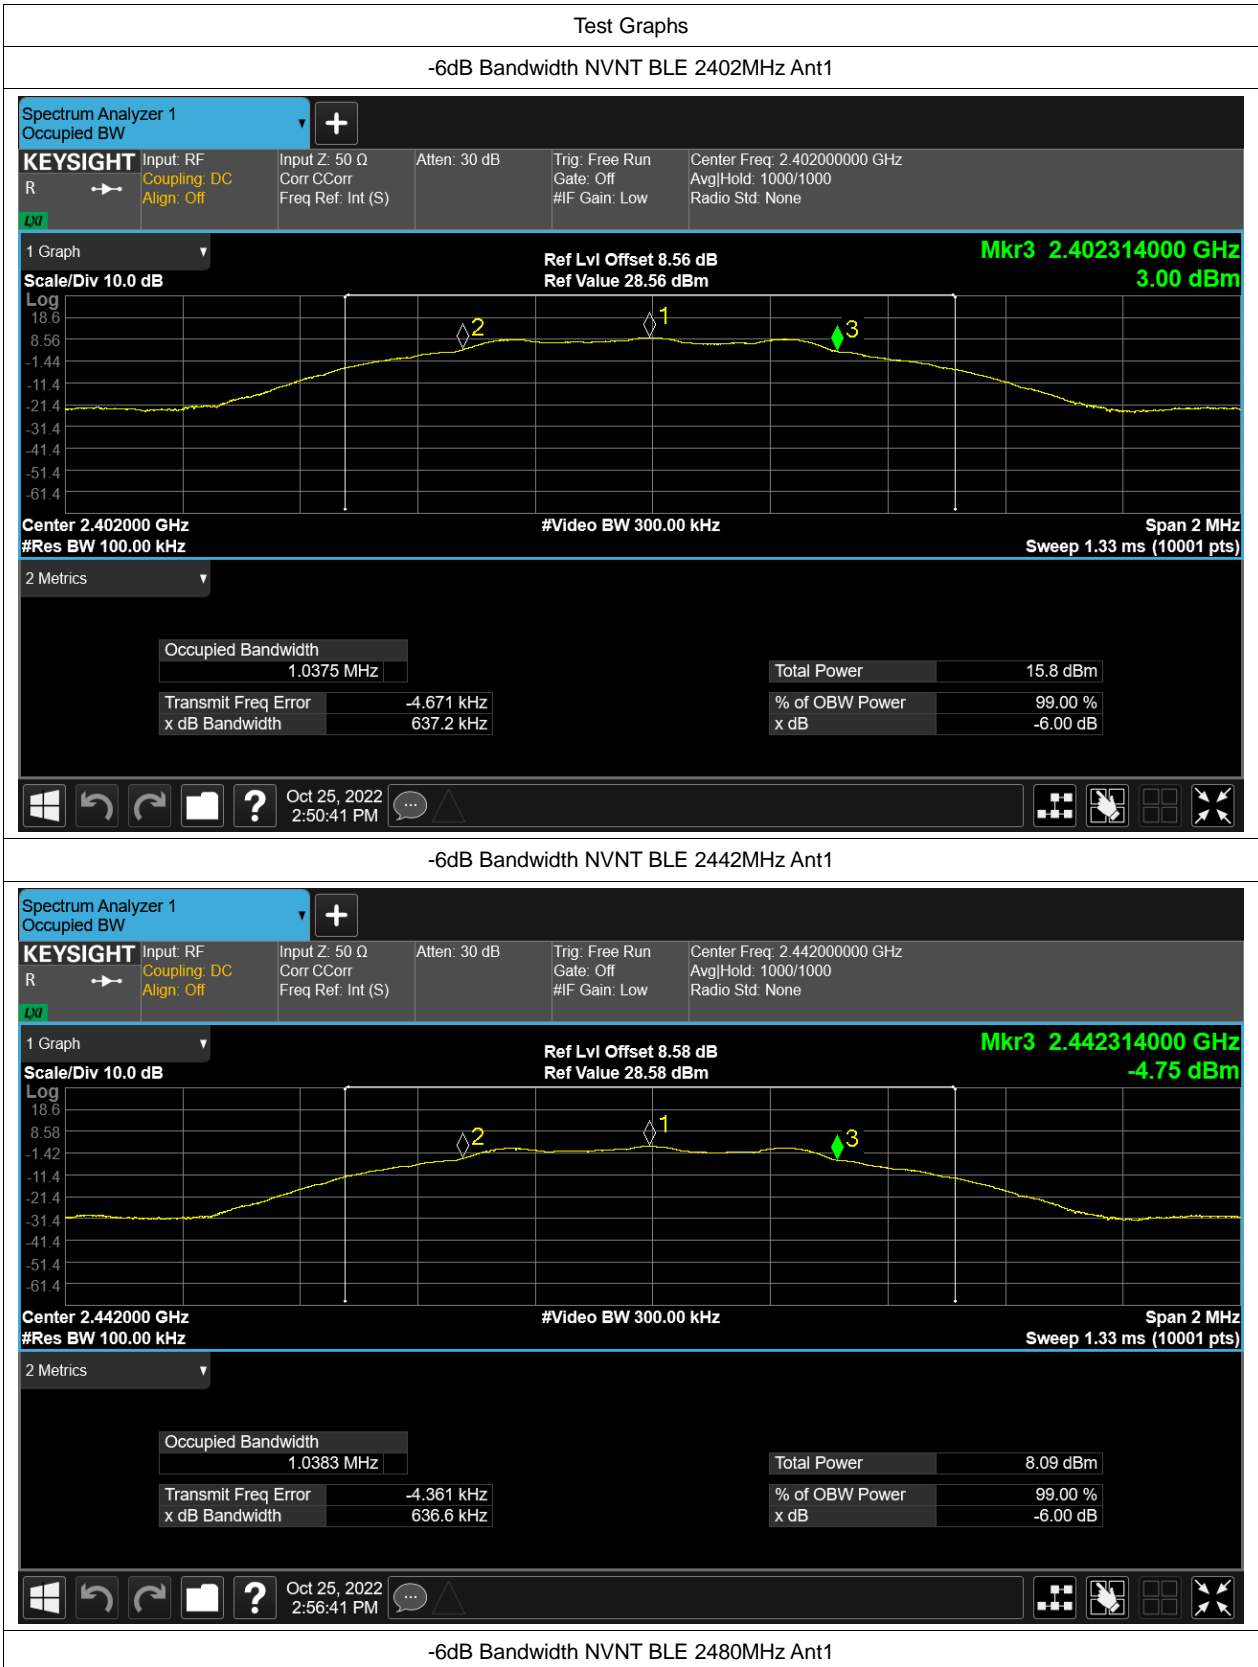 Test Graphs
-6dB Bandwidth NVNT BLE 2402MHz Ant1
Spectrum Analyzer 1
Occupied BW
KEYSIGHT Input: RF Input Z: 50 Ω Atten: 30 dB Trig: Free Run Center Freq: 2.402000000 GHz
R Coupling: DC Corr CCorr Gate: Off Avg|Hold: 1000/1000
Align: Off Freq Ref: Int (S) #IF Gain: Low Radio Std: None
LXI
1 Graph Ref Lvl Offset 8.56 dB Mkr3 2.402314000 GHz
Scale/Div 10.0 dB Ref Value 28.56 dBm 3.00 dBm
Log
18.6
8.56
-1.44
-11.4
-21.4
-31.4
-41.4
-51.4
-61.4
2 1 3
Center 2.402000 GHz #Video BW 300.00 kHz Span 2 MHz
#Res BW 100.00 kHz Sweep 1.33 ms (10001 pts)
2 Metrics
Occupied Bandwidth
1.0375 MHz Total Power 15.8 dBm
Transmit Freq Error -4.671 kHz % of OBW Power 99.00 %
x dB Bandwidth 637.2 kHz x dB -6.00 dB
Oct 25, 2022
2:50:41 PM
-6dB Bandwidth NVNT BLE 2442MHz Ant1
Spectrum Analyzer 1
Occupied BW
KEYSIGHT Input: RF Input Z: 50 Ω Atten: 30 dB Trig: Free Run Center Freq: 2.442000000 GHz
R Coupling: DC Corr CCorr Gate: Off Avg|Hold: 1000/1000
Align: Off Freq Ref: Int (S) #IF Gain: Low Radio Std: None
LXI
1 Graph Ref Lvl Offset 8.58 dB Mkr3 2.442314000 GHz
Scale/Div 10.0 dB Ref Value 28.58 dBm -4.75 dBm
Log
18.6
8.58
-1.42
-11.4
-21.4
-31.4
-41.4
-51.4
-61.4
2 1 3
Center 2.442000 GHz #Video BW 300.00 kHz Span 2 MHz
#Res BW 100.00 kHz Sweep 1.33 ms (10001 pts)
2 Metrics
Occupied Bandwidth
1.0383 MHz Total Power 8.09 dBm
Transmit Freq Error -4.361 kHz % of OBW Power 99.00 %
x dB Bandwidth 636.6 kHz x dB -6.00 dB
Oct 25, 2022
2:56:41 PM
-6dB Bandwidth NVNT BLE 2480MHz Ant1